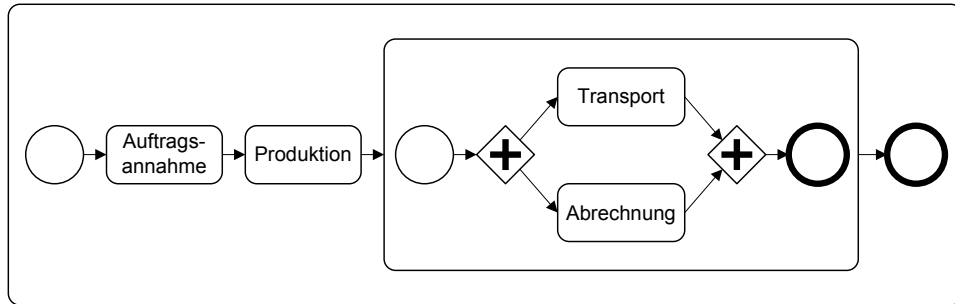 Auftrags-
annahme
Produktion
Transport
Abrechnung